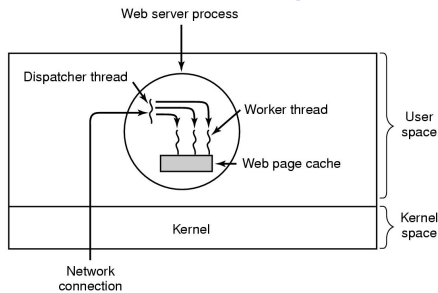 Web server process
Dispatcher thread
Worker thread
User
space
Web page cache
Kernel
Kernel
space
Network
connection